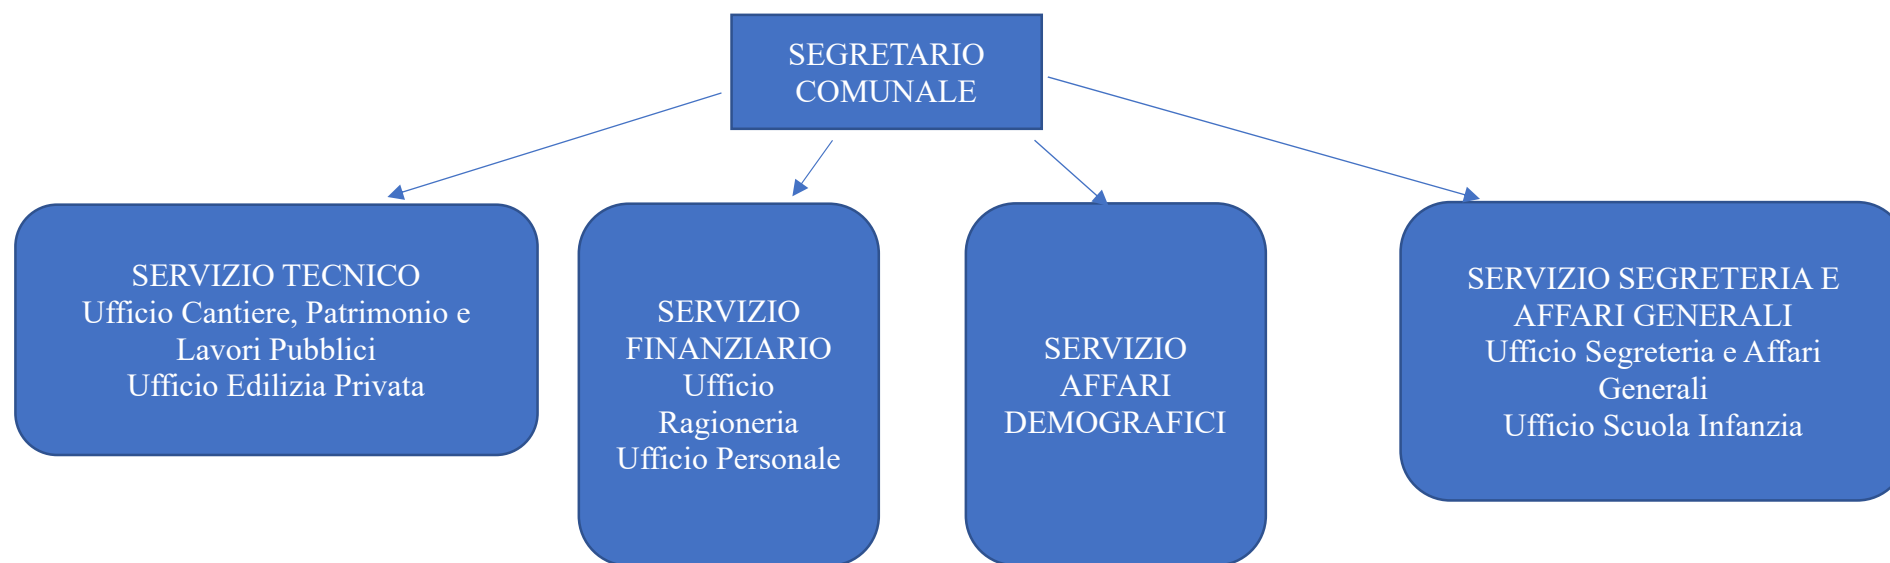 SEGRETARIO
COMUNALE
SERVIZIO TECNICO
Ufficio Cantiere, Patrimonio e
Lavori Pubblici
Ufficio Edilizia Privata
SERVIZIO
FINANZIARIO
Ufficio
Ragioneria
Ufficio Personale
SERVIZIO
AFFARI
DEMOGRAFICI
SERVIZIO SEGRETERIA E
AFFARI GENERALI
Ufficio Segreteria e Affari
Generali
Ufficio Scuola Infanzia